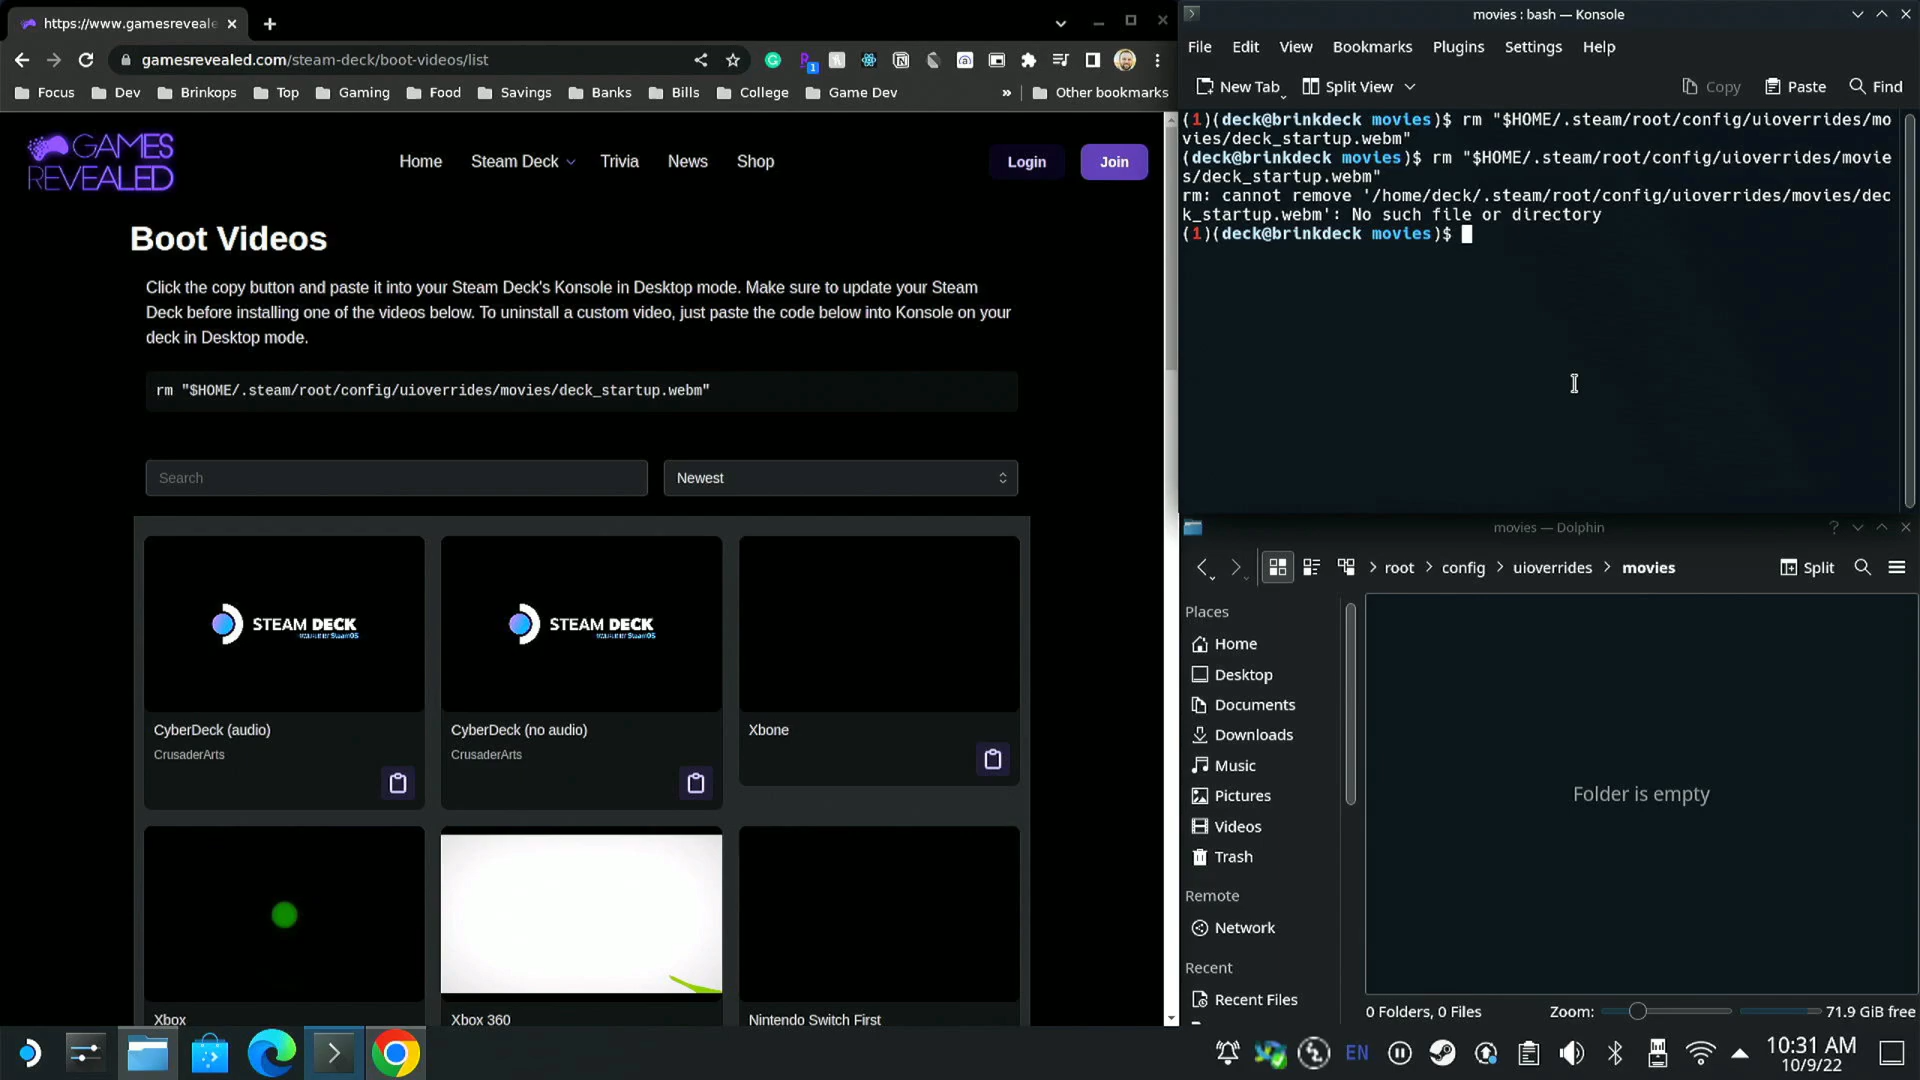 https://www.gamesreveale
gamesrevealed.com/steam-deck/boot-videos/list
Focus
Dev
Brinkops
Top
Gaming
Food
Savings
Banks
Bills
College
Game Dev
»
Other bookmarks
GAMES
REVEALED
Home
Steam Deck
Trivia
News
Shop
Login
Join
Boot Videos
Click the copy button and paste it into your Steam Deck's Konsole in Desktop mode. Make sure to update your Steam
Deck before installing one of the videos below. To uninstall a custom video, just paste the code below into Konsole on your
deck in Desktop mode.
rm "$HOME/.steam/root/config/uioverrides/movies/deck_startup.webm"
Search
Newest
STEAM DECK
STEAM DECK
CyberDeck (audio)
CrusaderArts
CyberDeck (no audio)
CrusaderArts
Xbone
Xbox
Xbox 360
Nintendo Switch First
movies : bash — Konsole
File
Edit
View
Bookmarks
Plugins
Settings
Help
New Tab
Split View
Copy
Paste
Find
(1)(deck@brinkdeck movies)$ rm "$HOME/.steam/root/config/uioverrides/mo
vies/deck_startup.webm"
(deck@brinkdeck movies)$ rm "$HOME/.steam/root/config/uioverrides/movie
s/deck_startup.webm"
rm: cannot remove '/home/deck/.steam/root/config/uioverrides/movies/dec
k_startup.webm': No such file or directory
(1)(deck@brinkdeck movies)$
movies — Dolphin
root
config
uioverrides
movies
Split
Places
Home
Desktop
Documents
Downloads
Music
Pictures
Videos
Trash
Remote
Network
Recent
Recent Files
Folder is empty
0 Folders, 0 Files
Zoom:
71.9 GiB free
EN
10:31 AM
10/9/22